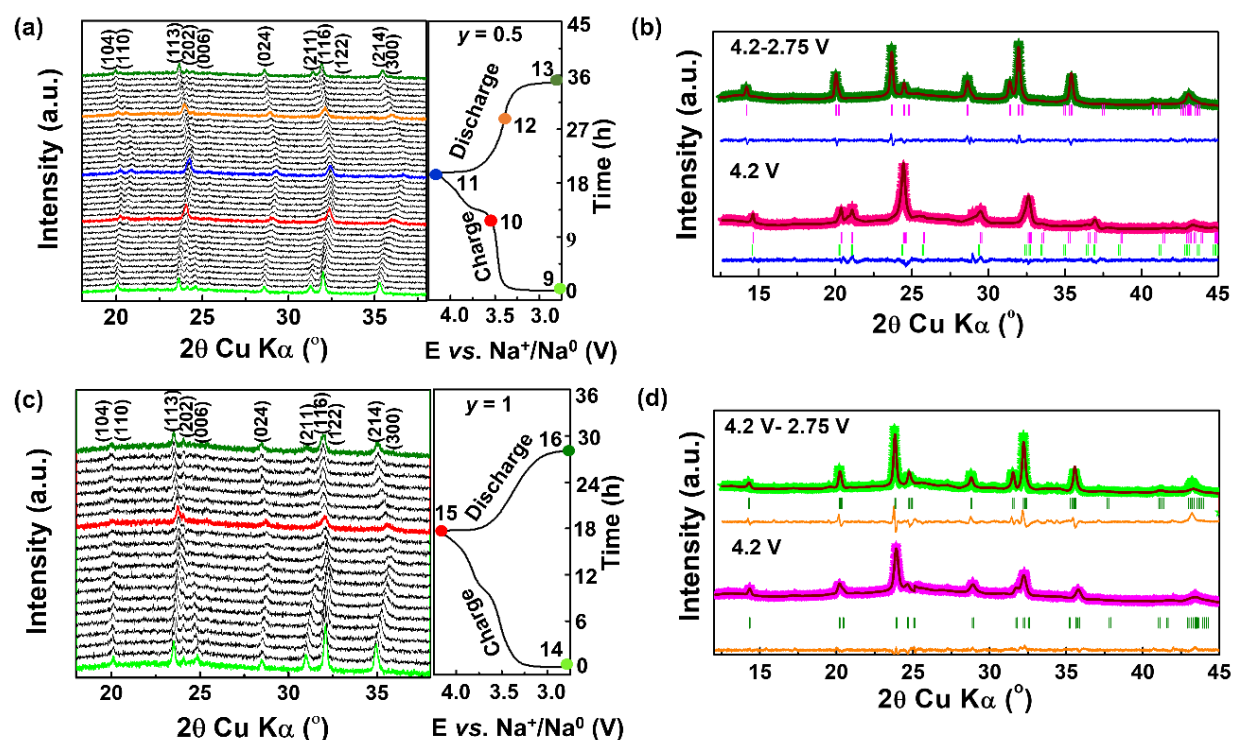 (a)
Intensity (a.u.)
(104)
(110)
(113)
(202)
(006)
(024)
(211)
(116)
(122)
(214)
(300)
20 25 30 35
2θ Cu Kα (°)
y = 0.5
Discharge
Charge
13
12
11
10
9
45
36
27
18
9
0
Time (h)
4.0 3.5 3.0
E vs. Na⁺/Na⁰ (V)
(b)
Intensity (a.u.)
4.2-2.75 V
4.2 V
15 20 25 30 35 40 45
2θ Cu Kα (°)
(c)
Intensity (a.u.)
(104)
(110)
(113)
(202)
(006)
(024)
(211)
(116)
(122)
(214)
(300)
20 25 30 35
2θ Cu Kα (°)
y = 1
Discharge
Charge
16
15
14
36
30
24
18
12
6
0
Time (h)
4.0 3.5 3.0
E vs. Na⁺/Na⁰ (V)
(d)
Intensity (a.u.)
4.2 V- 2.75 V
4.2 V
15 20 25 30 35 40 45
2θ Cu Kα (°)